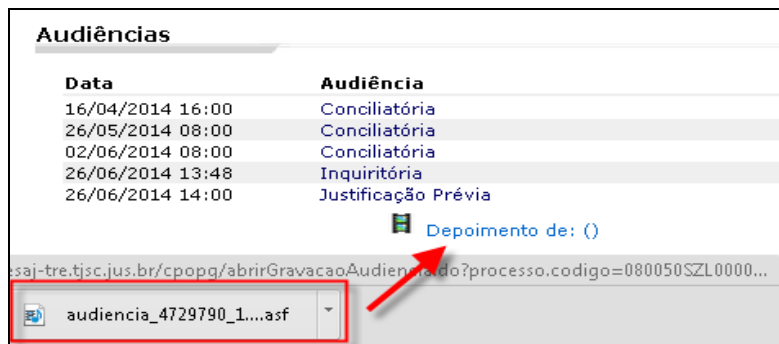 Audiências
Data Audiência
16/04/2014 16:00 Conciliatória
26/05/2014 08:00 Conciliatória
02/06/2014 08:00 Conciliatória
26/06/2014 13:48 Inquiritória
26/06/2014 14:00 Justificação Prévia
Depoimento de: ()
esaj-tre.tjsc.jus.br/cpopg/abrirGravacaoAudiencia.do?processo.codigo=080050SZL0000...
audiencia_4729790_1....asf